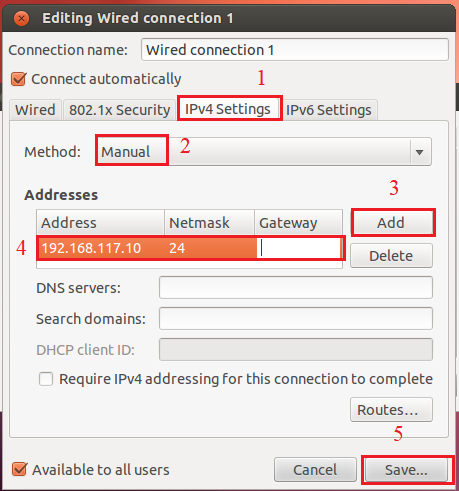 Editing Wired connection 1
Connection name: Wired connection 1
Connect automatically
1
Wired 802.1x Security IPv4 Settings IPv6 Settings
Method: Manual 2
3
Addresses
Address Netmask Gateway Add
4 192.168.117.10 24
Delete
DNS servers:
Search domains:
DHCP client ID:
Require IPv4 addressing for this connection to complete
Routes...
5
Available to all users Cancel Save...